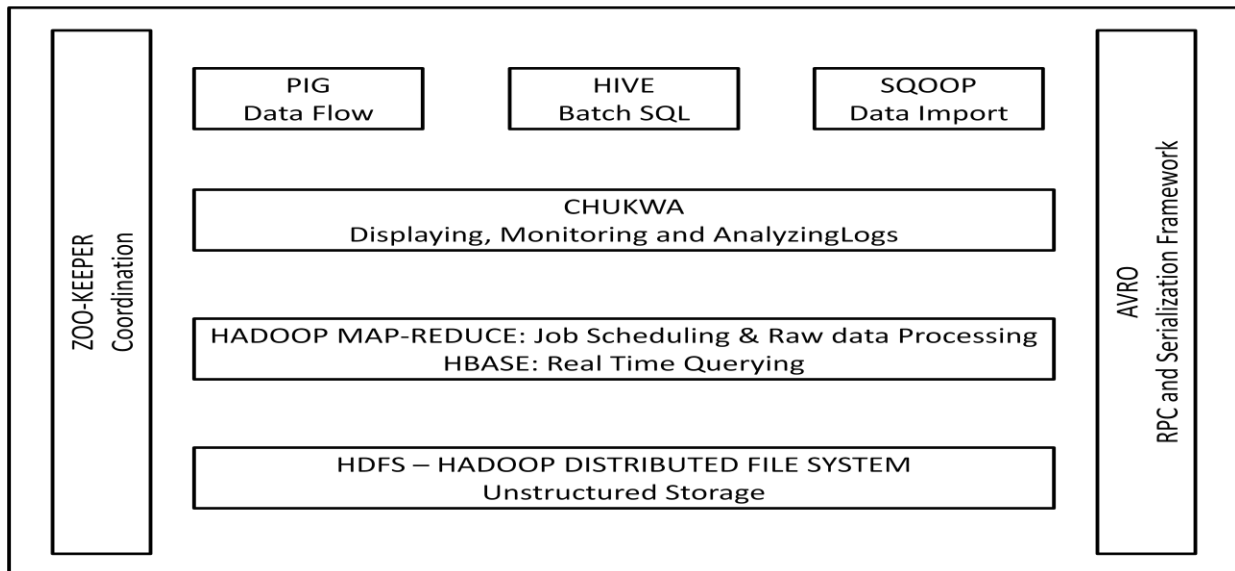 ZOO-KEEPER
Coordination
PIG
Data Flow
HIVE
Batch SQL
SQOOP
Data Import
CHUKWA
Displaying, Monitoring and AnalyzingLogs
HADOOP MAP-REDUCE: Job Scheduling & Raw data Processing
HBASE: Real Time Querying
HDFS – HADOOP DISTRIBUTED FILE SYSTEM
Unstructured Storage
AVRO
RPC and Serialization Framework